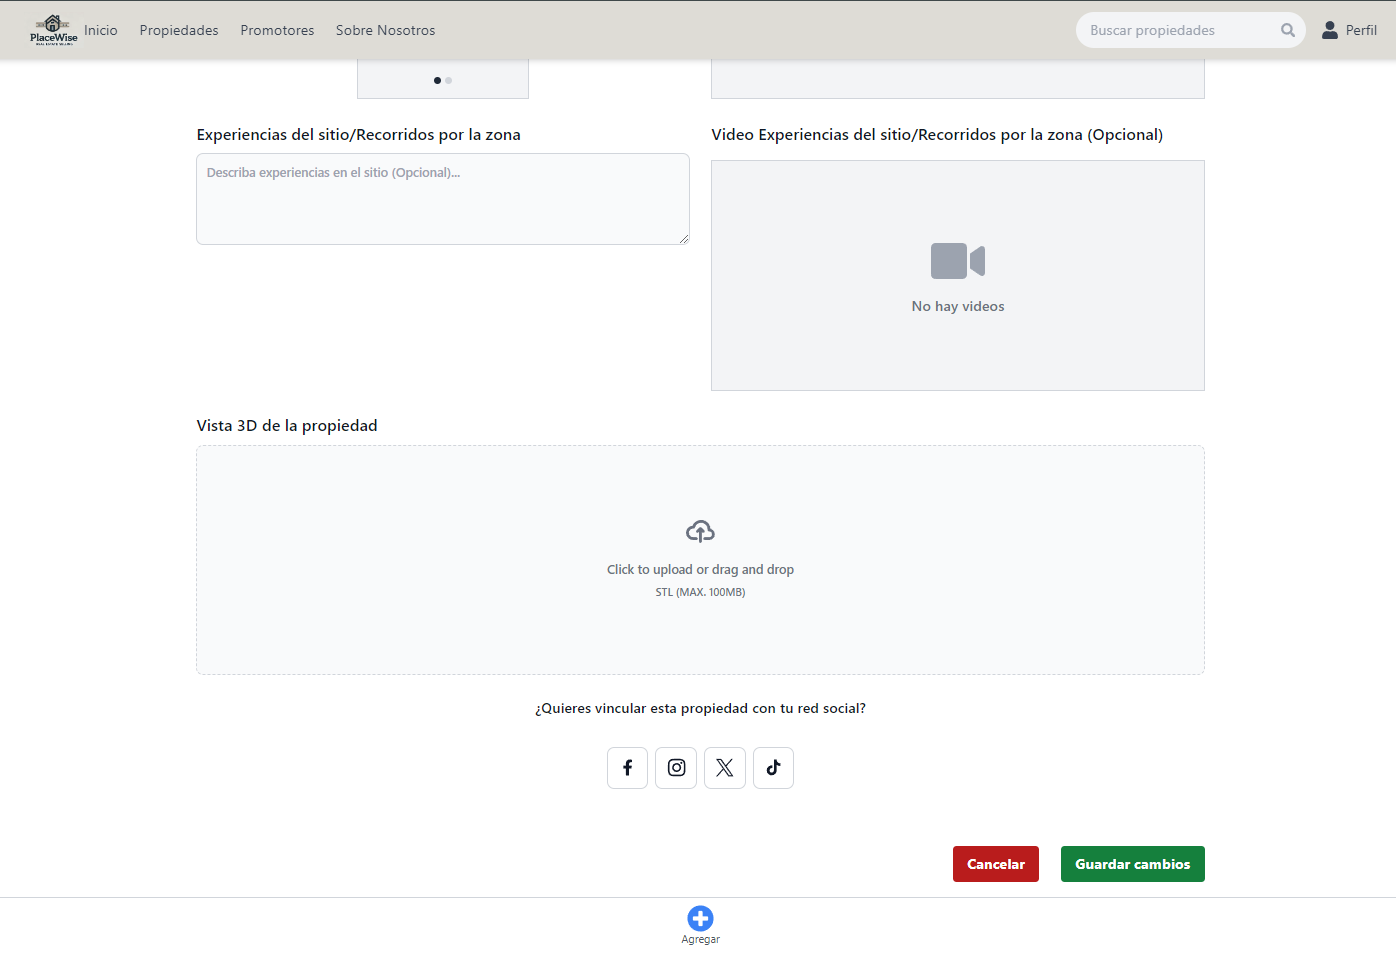 PlaceWise
REAL ESTATE SELLING
Inicio
Propiedades
Promotores
Sobre Nosotros
Buscar propiedades
Perfil
Experiencias del sitio/Recorridos por la zona
Describa experiencias en el sitio (Opcional)...
Video Experiencias del sitio/Recorridos por la zona (Opcional)
No hay videos
Vista 3D de la propiedad
Click to upload or drag and drop
STL (MAX. 100MB)
¿Quieres vincular esta propiedad con tu red social?
Cancelar
Guardar cambios
Agregar